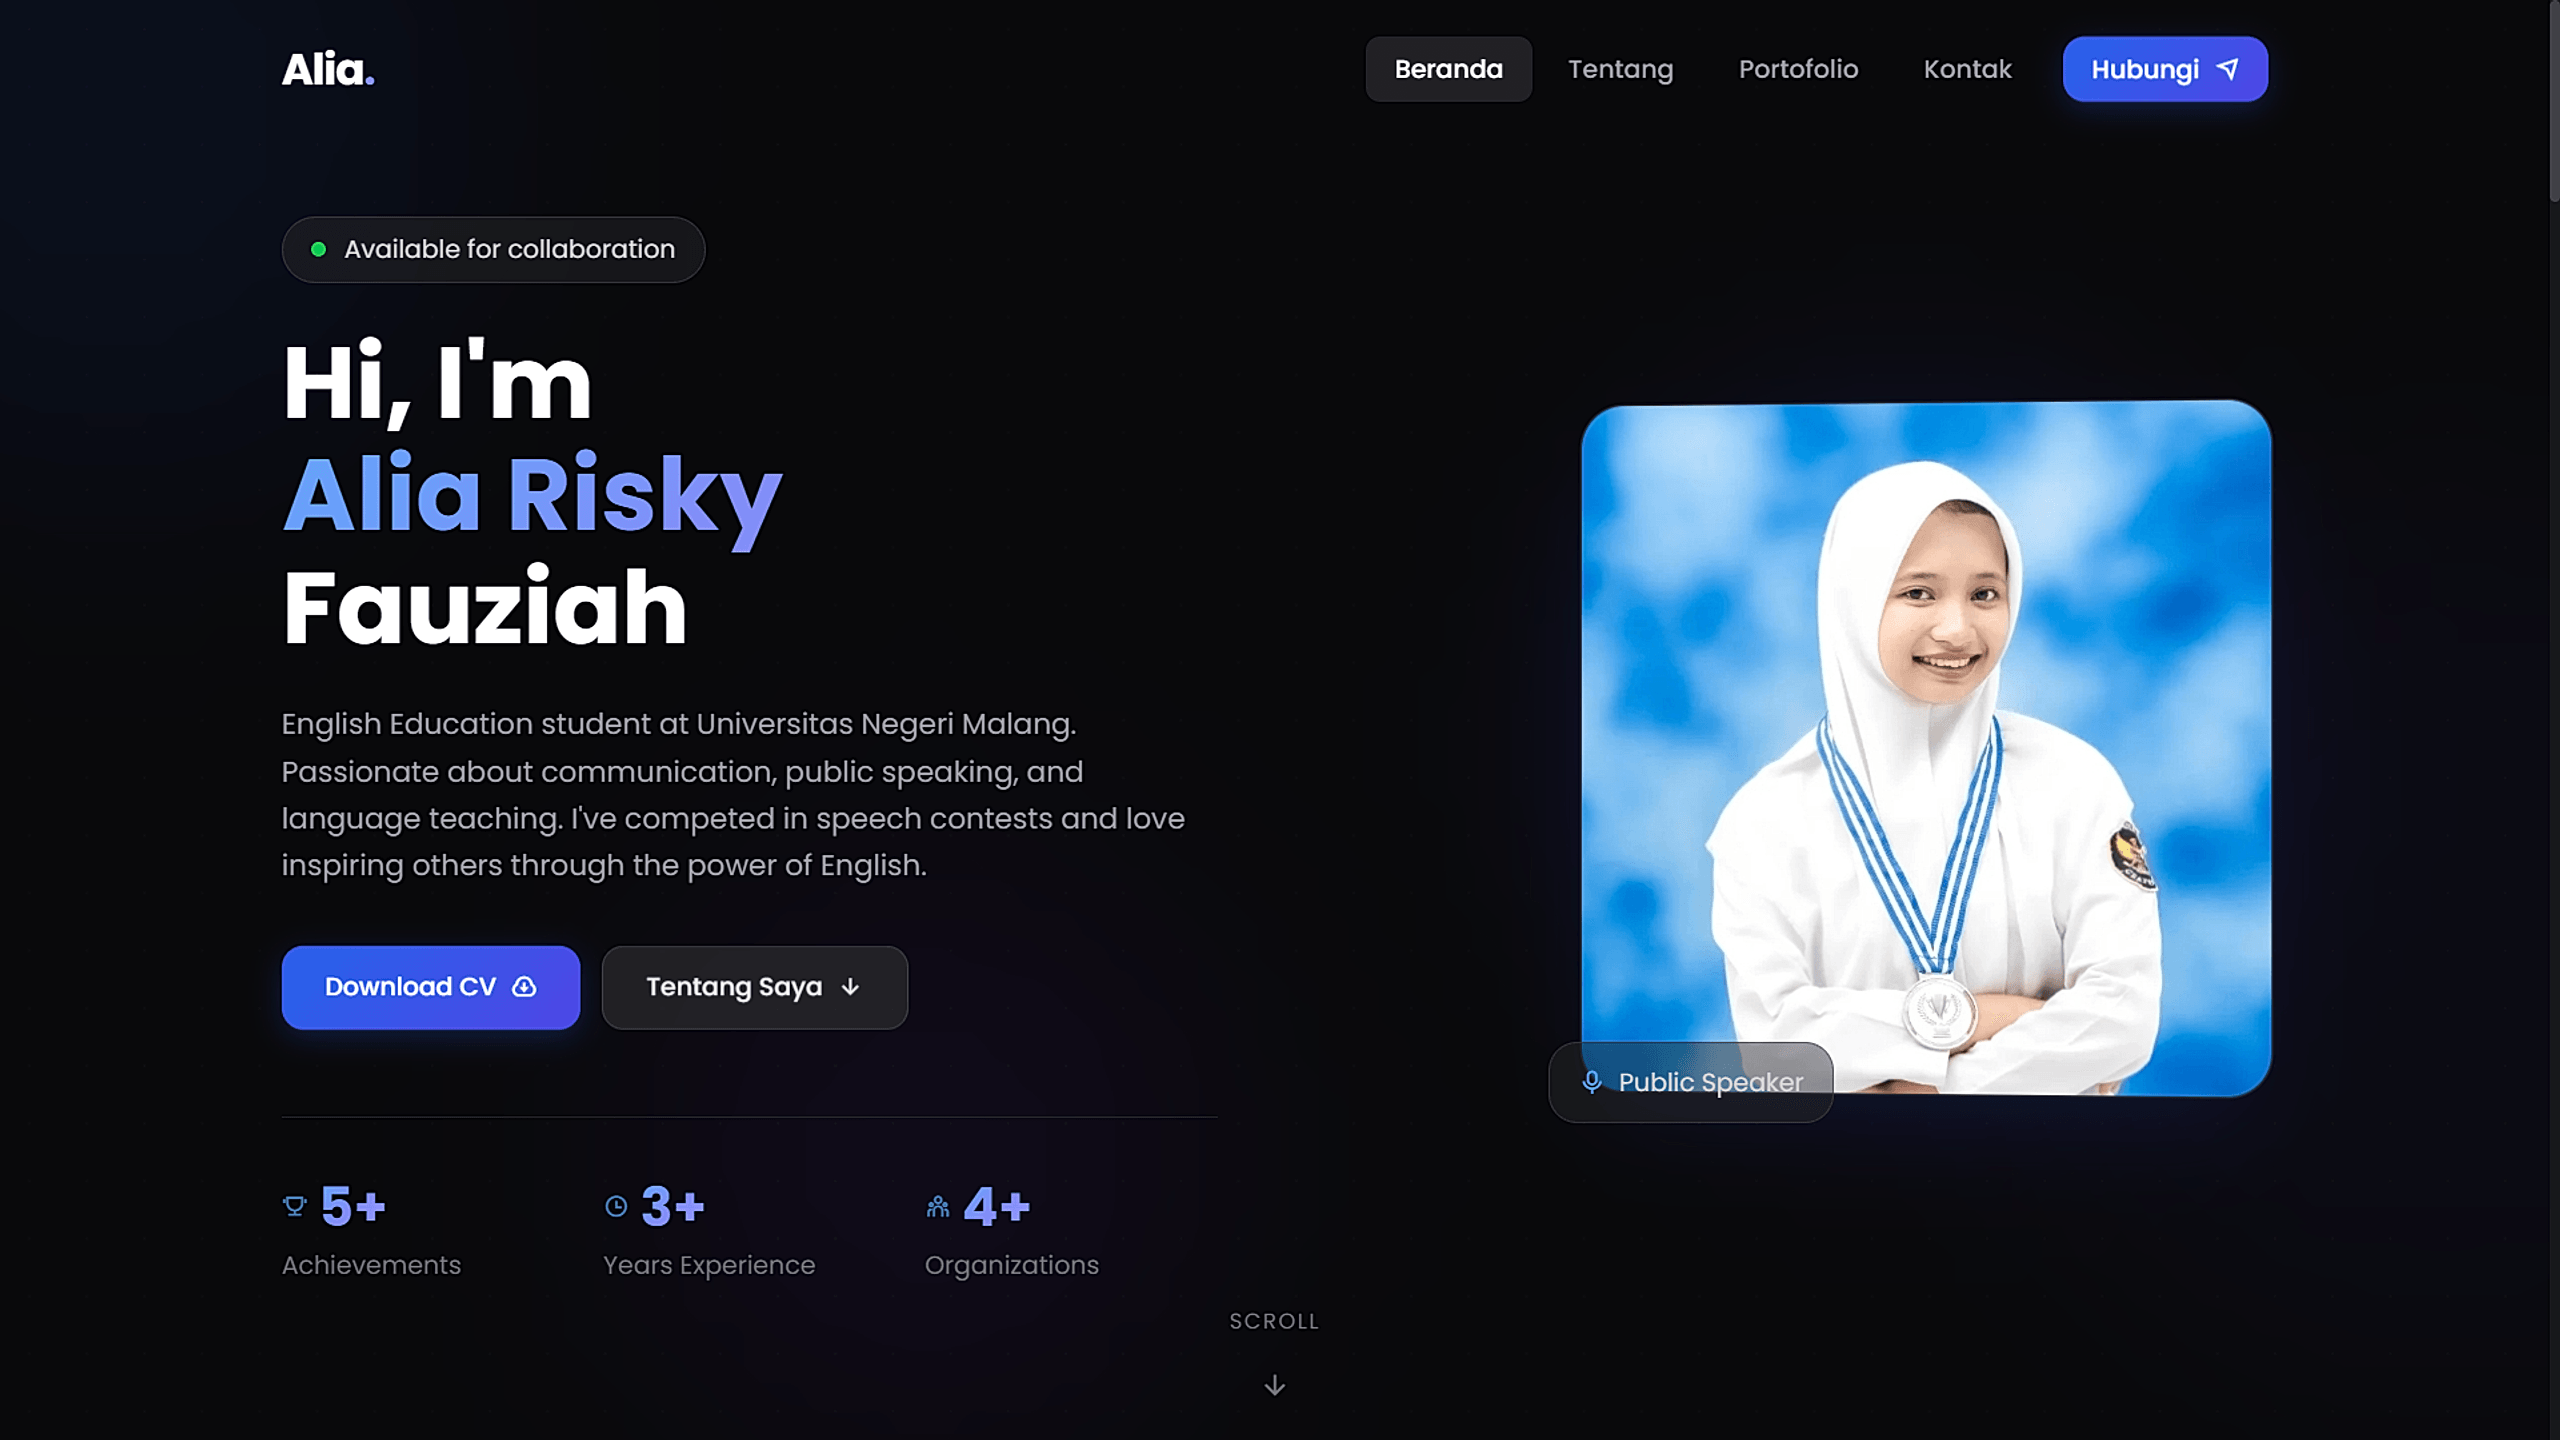 Alia.
Beranda
Tentang
Portofolio
Kontak
Hubungi
Available for collaboration
Hi, I'm
Alia Risky
Fauziah
English Education student at Universitas Negeri Malang.
Passionate about communication, public speaking, and
language teaching. I've competed in speech contests and love
inspiring others through the power of English.
Download CV
Tentang Saya
Public Speaker
5+
Achievements
3+
Years Experience
4+
Organizations
SCROLL